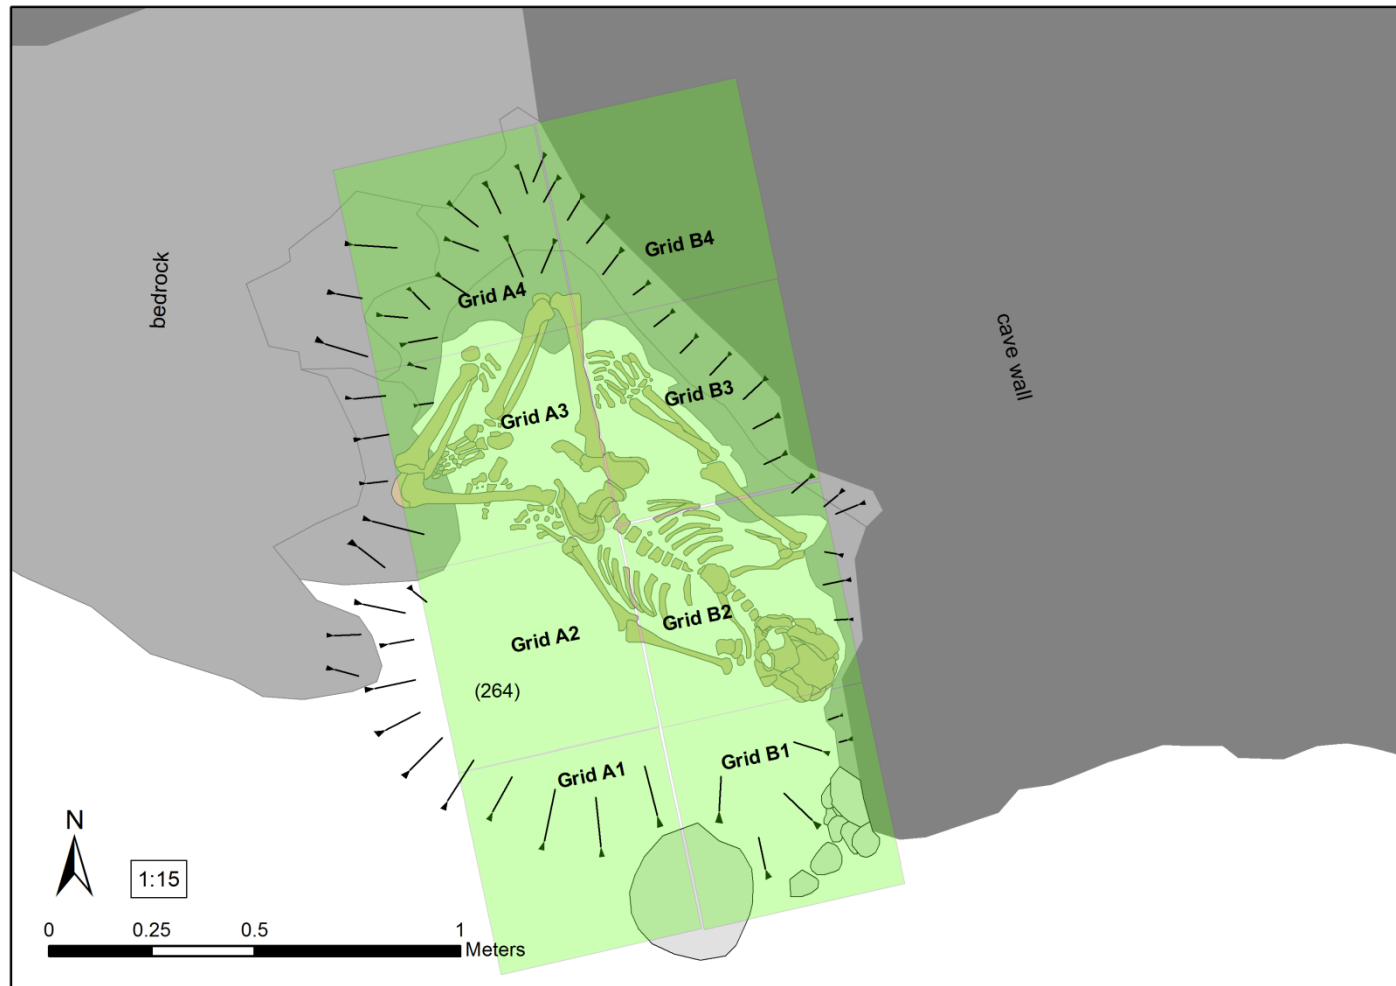 Grid B4
bedrock
Grid A4
cave wall
Grid B3
Grid A3
Grid B2
Grid A2
(264)
Grid B1
Grid A1
N
1:15
0 0.25 0.5 1
Meters